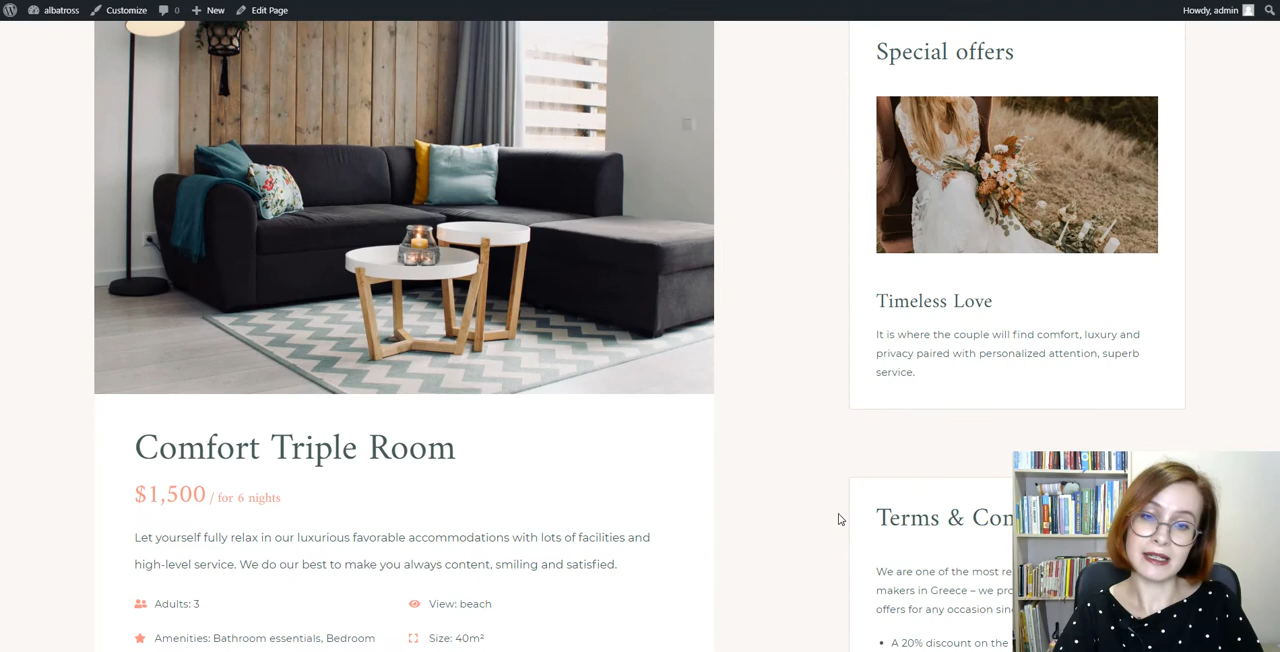 albatross Customize 0 New Edit Page Howdy, admin
Special offers
Timeless Love
It is where the couple will find comfort, luxury and
privacy paired with personalized attention, superb
service.
Comfort Triple Room
$1,500 / for 6 nights
Let yourself fully relax in our luxurious favorable accommodations with lots of facilities and
high-level service. We do our best to make you always content, smiling and satisfied.
Adults: 3
View: beach
Amenities: Bathroom essentials, Bedroom
Size: 40m²
Terms & Con
We are one of the most re
makers in Greece – we pro
offers for any occasion sin
• A 20% discount on the